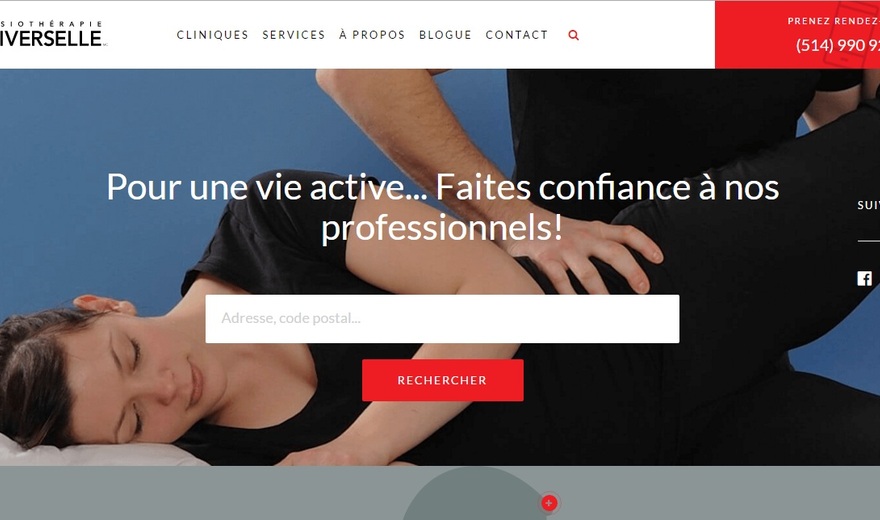 SIOTHÉRAPIE
IVERSELLE
CLINIQUES SERVICES À PROPOS BLOGUE CONTACT
PRENEZ RENDEZ-
(514) 990 9
Pour une vie active... Faites confiance à nos
professionnels!
SUI
Adresse, code postal...
RECHERCHER